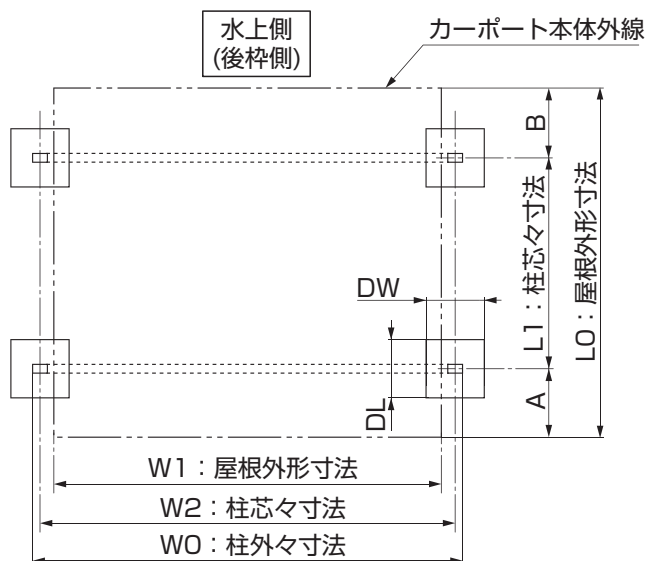 水上側
(後枠側)
カーポート本体外線
B
L1：柱芯々寸法
L0：屋根外形寸法
DW
DL
A
W1：屋根外形寸法
W2：柱芯々寸法
W0：柱外々寸法